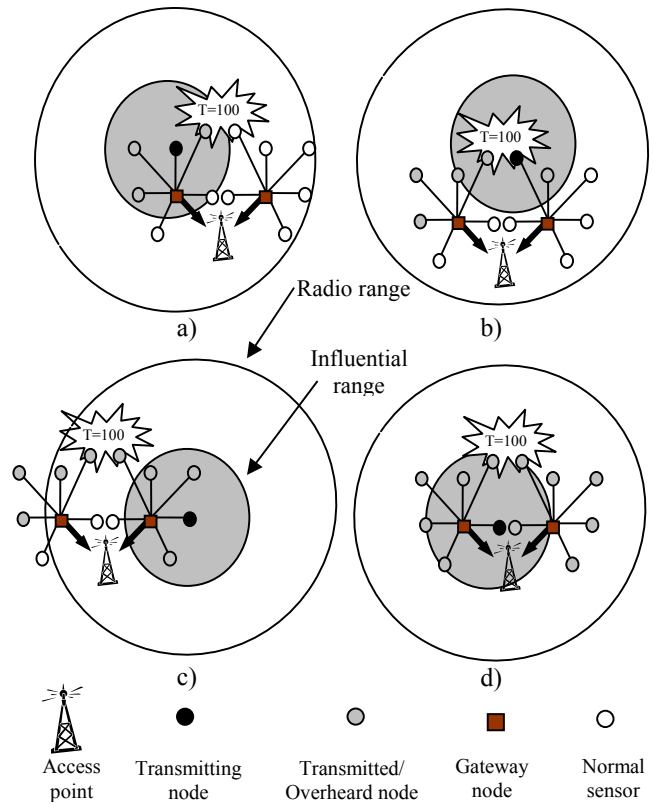 T=100
T=100
a)
b)
Radio range
Influential
range
T=100
T=100
c)
d)
Access
point
Transmitting
node
Transmitted/
Overheard node
Gateway
node
Normal
sensor